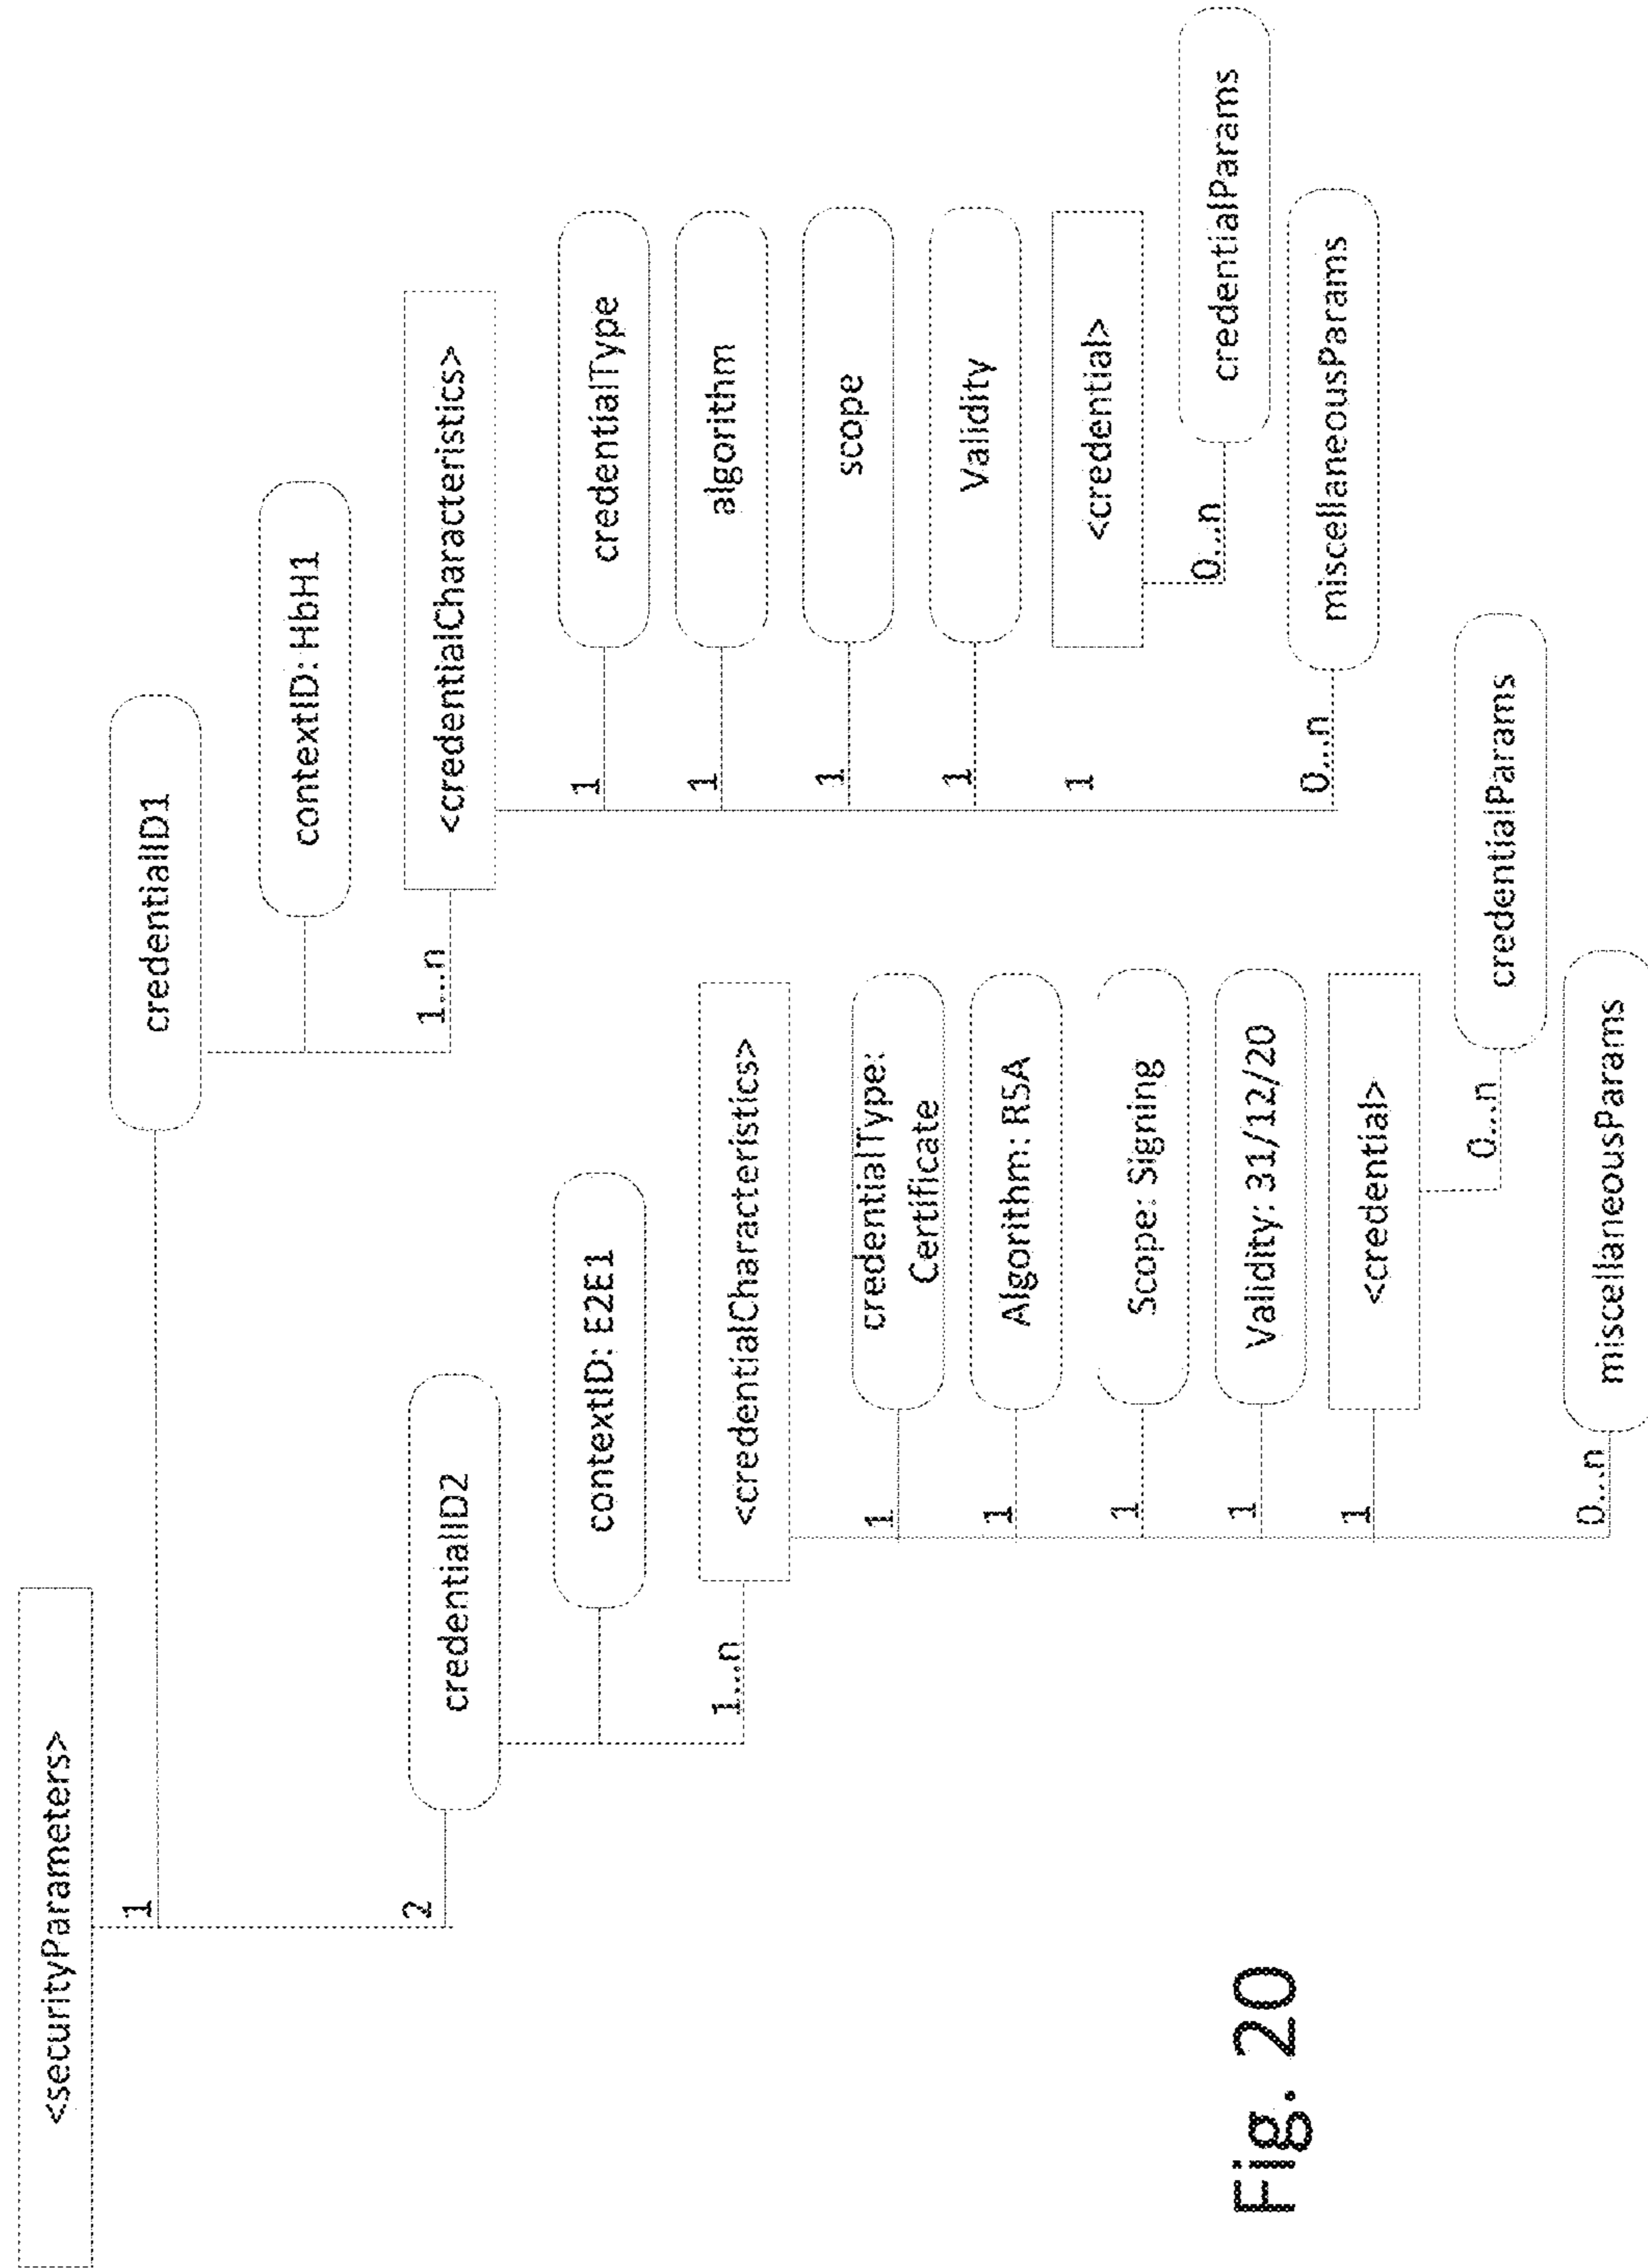 <securityParameters>
1
credentialID1
contextID: HbH1
1...n
<credentialCharacteristics>
1
credentialType
1
algorithm
1
scope
1
Validity
1
<credential>
0...n
credentialParams
0...n
miscellaneousParams
2
credentialID2
contextID: E2E1
1...n
<credentialCharacteristics>
1
credentialType:
Certificate
1
Algorithm: RSA
1
Scope: Signing
1
Validity: 31/12/20
1
<credential>
0...n
credentialParams
0...n
miscellaneousParams
Fig. 20